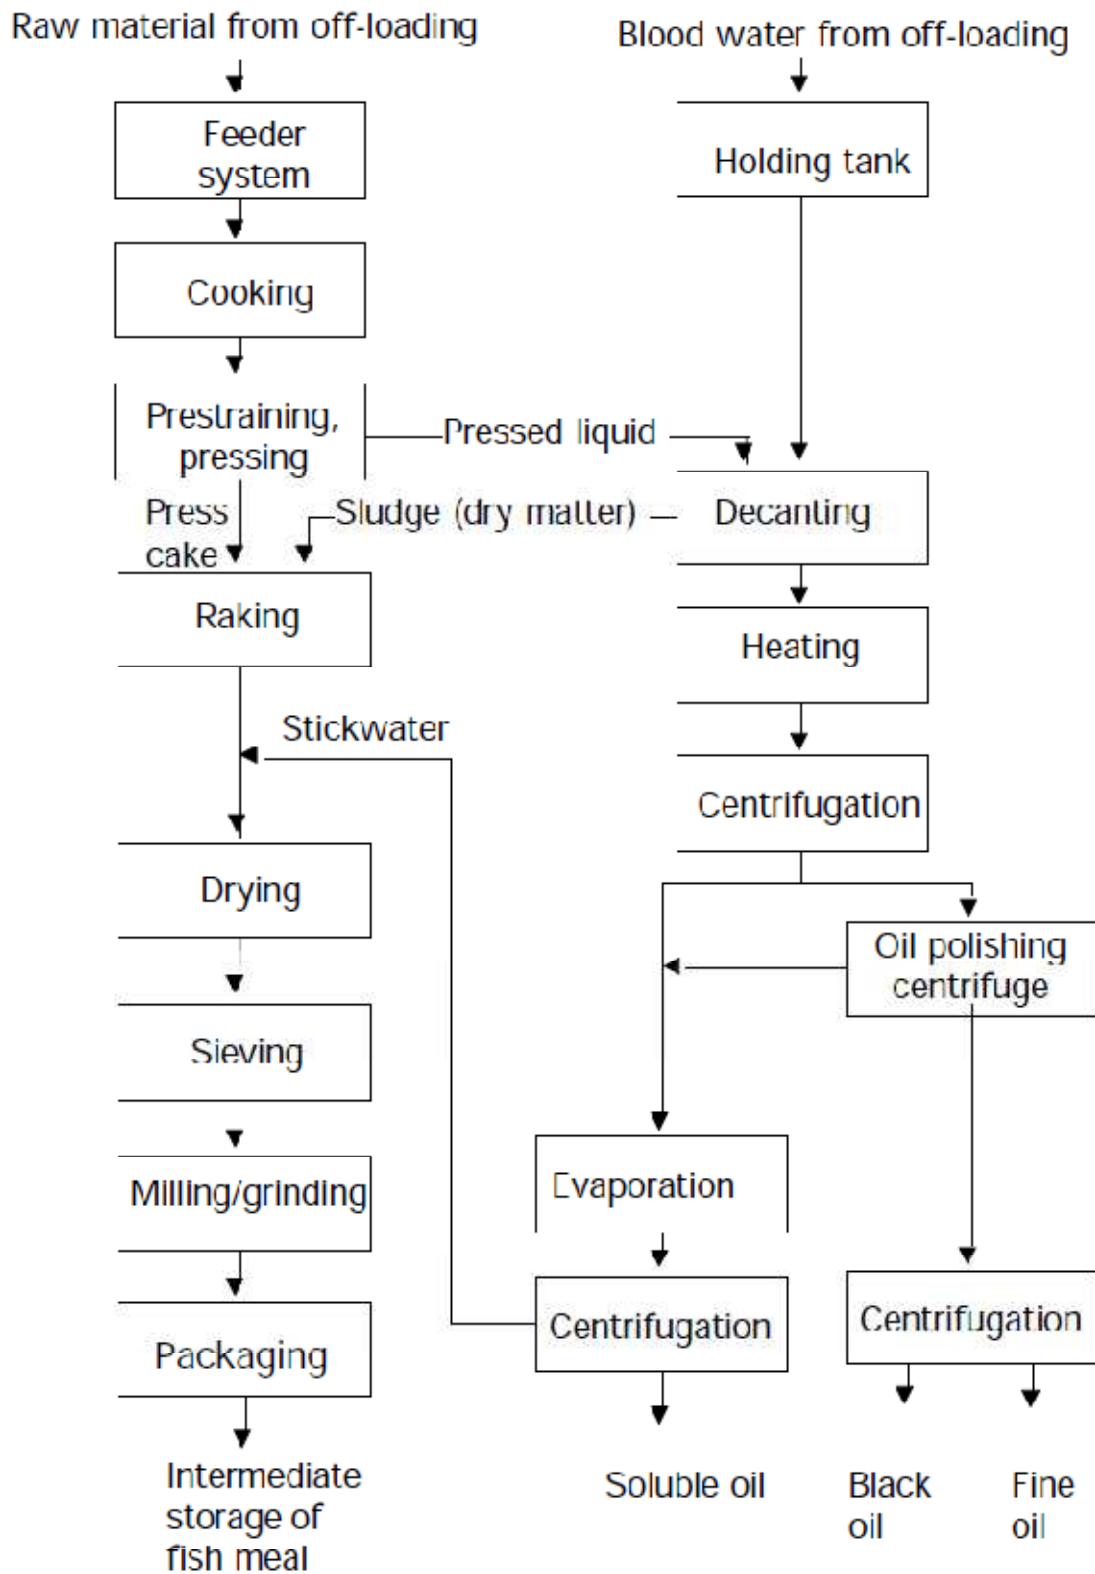 Raw material from off-loading
Blood water from off-loading
Feeder
system
Holding tank
Cooking
Prestraining,
pressing
Pressed liquid
Press
cake
Sludge (dry matter)
Decanting
Raking
Heating
Stickwater
Centrifugation
Drying
Oil polishing
centrifuge
Sieving
Milling/grinding
Evaporation
Packaging
Centrifugation
Centrifugation
Intermediate
storage of
fish meal
Soluble oil
Black
oil
Fine
oil